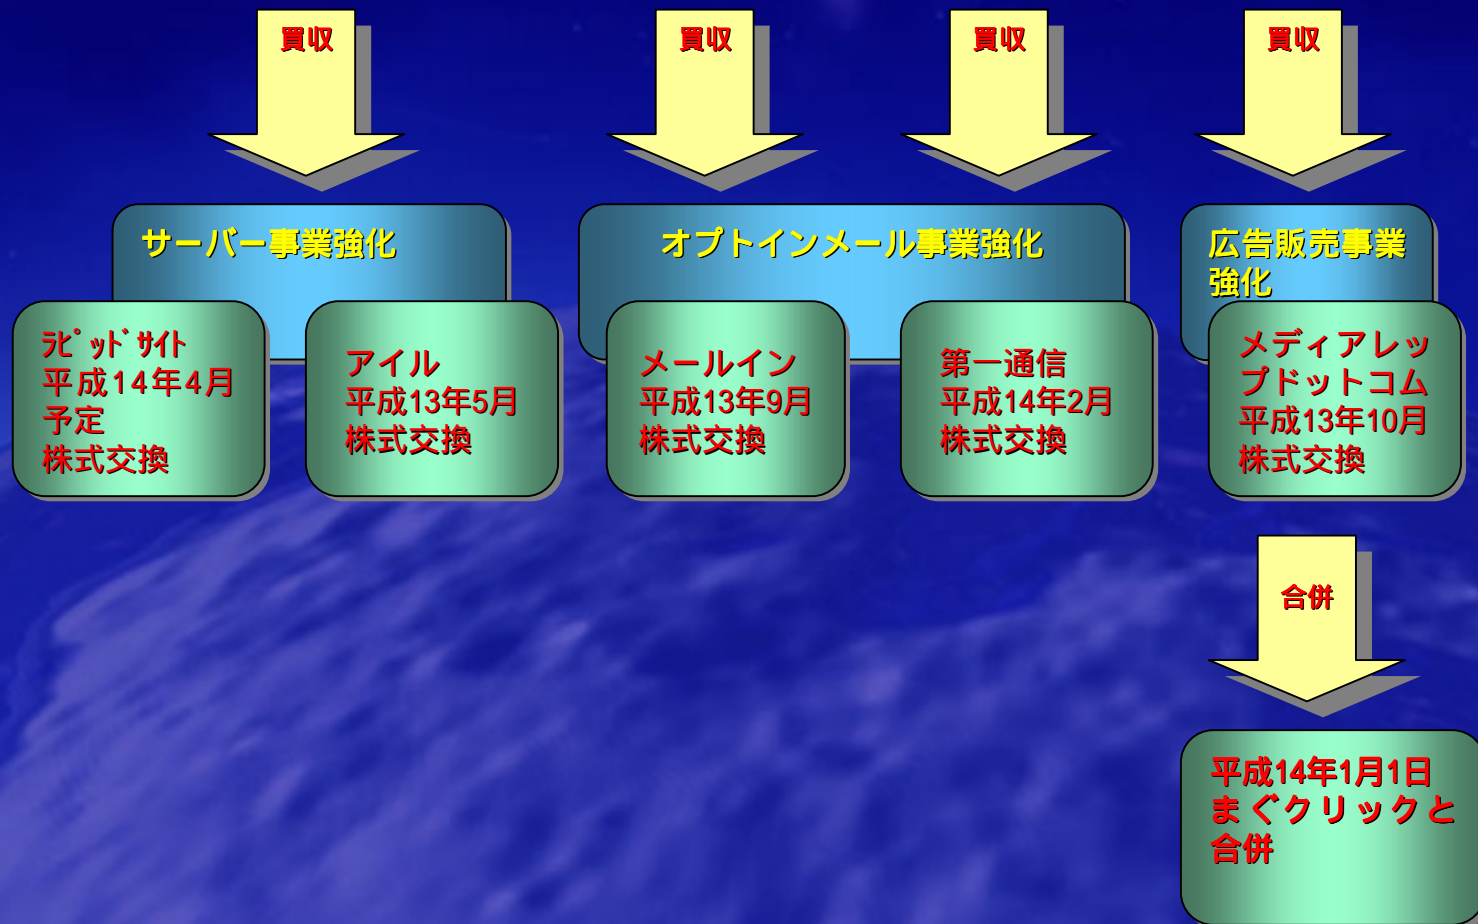 買収
買収
買収
買収
サーバー事業強化
オプトインメール事業強化
広告販売事業
強化
ﾗﾋﾟｯﾄﾞｻｲﾄ
平成14年4月
予定
株式交換
アイル
平成13年5月
株式交換
メールイン
平成13年9月
株式交換
第一通信
平成14年2月
株式交換
メディアレッ
プドットコム
平成13年10月
株式交換
合併
平成14年1月1日
まぐクリックと
合併